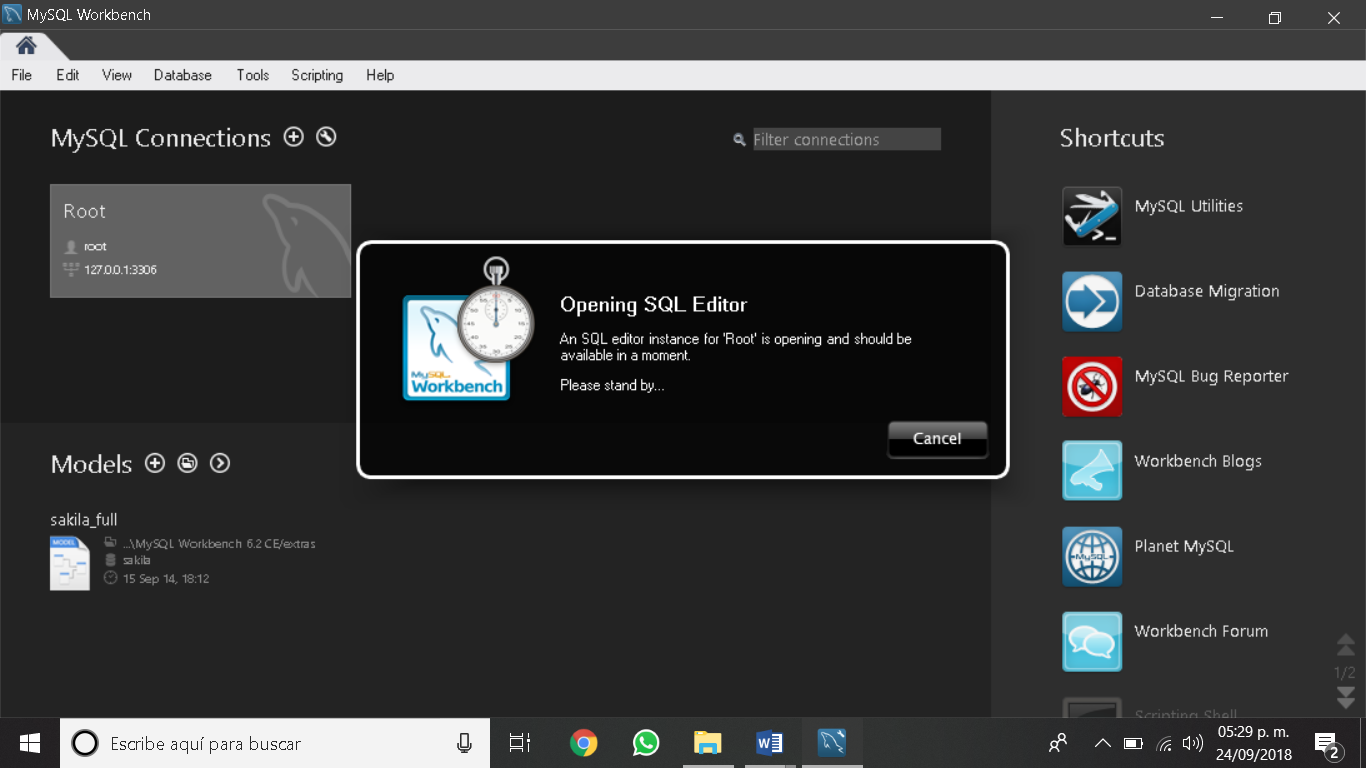 MySQL Workbench
File Edit View Database Tools Scripting Help
MySQL Connections
Filter connections
Shortcuts
Root
root
127.0.0.1:3306
MySQL Utilities
Database Migration
MySQL Bug Reporter
Workbench Blogs
Planet MySQL
Workbench Forum
Scripting Shell
1/2
MySQL
Workbench
Opening SQL Editor
An SQL editor instance for 'Root' is opening and should be
available in a moment.
Please stand by...
Cancel
Models
sakila_full
MODEL
...\MySQL Workbench 6.2 CE/extras
sakila
15 Sep 14, 18:12
Escribe aquí para buscar
05:29 p. m.
24/09/2018
2